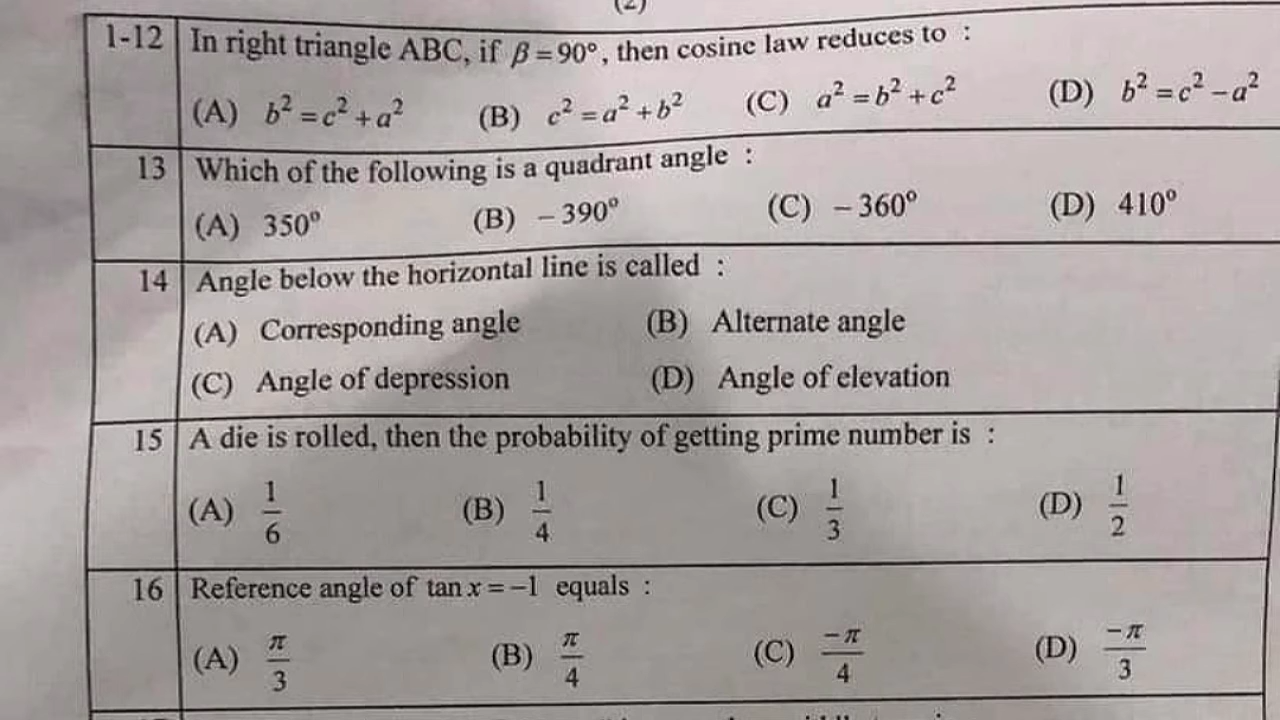 (2)
1-12 In right triangle ABC, if β = 90°, then cosine law reduces to :
(A) b² = c² + a² (B) c² = a² + b² (C) a² = b² + c² (D) b² = c² – a²
13 Which of the following is a quadrant angle :
(A) 350° (B) – 390° (C) – 360° (D) 410°
14 Angle below the horizontal line is called :
(A) Corresponding angle (B) Alternate angle
(C) Angle of depression (D) Angle of elevation
15 A die is rolled, then the probability of getting prime number is :
(A) 1/6 (B) 1/4 (C) 1/3 (D) 1/2
16 Reference angle of tan x = –1 equals :
(A) π/3 (B) π/4 (C) –π/4 (D) –π/3